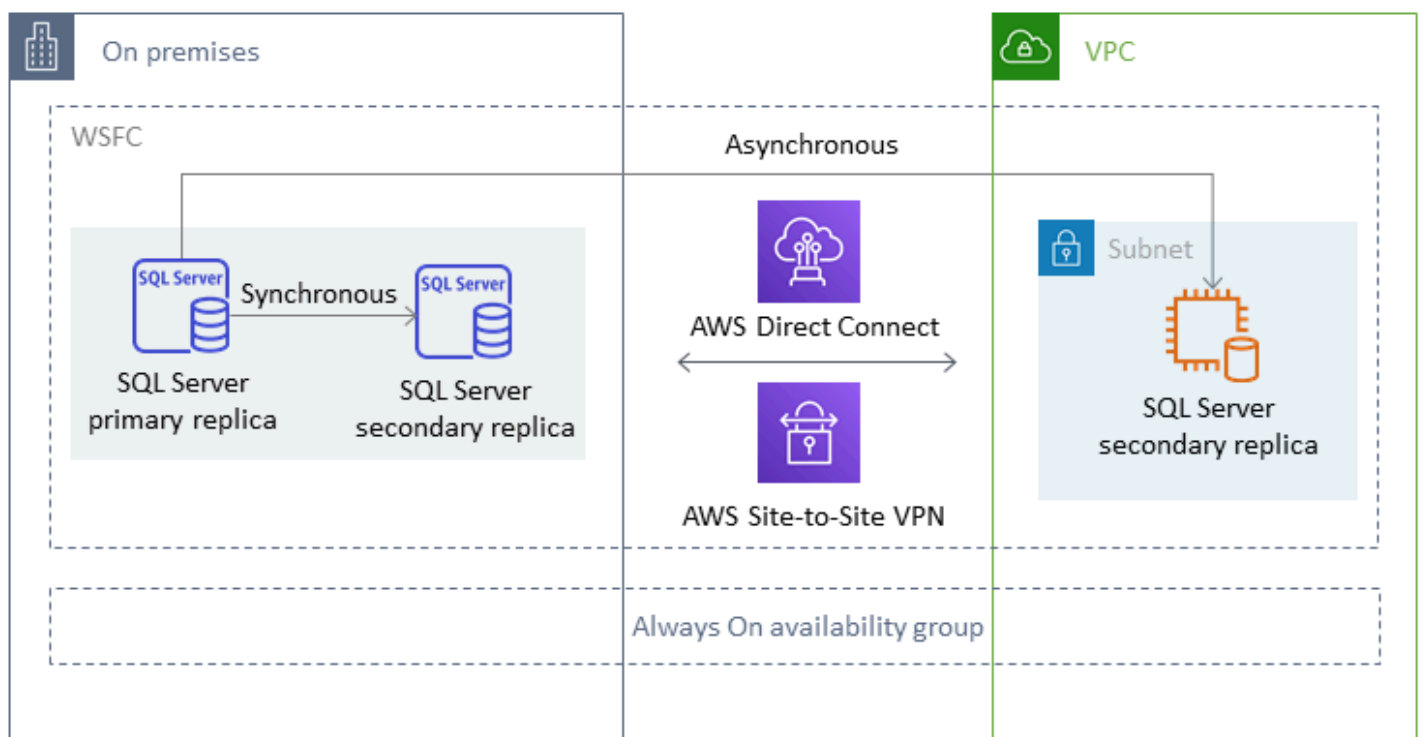 On premises
VPC
WSFC
Asynchronous
Subnet
SQL Server
Synchronous
SQL Server
SQL Server
primary replica
SQL Server
secondary replica
AWS Direct Connect
AWS Site-to-Site VPN
SQL Server
secondary replica
Always On availability group